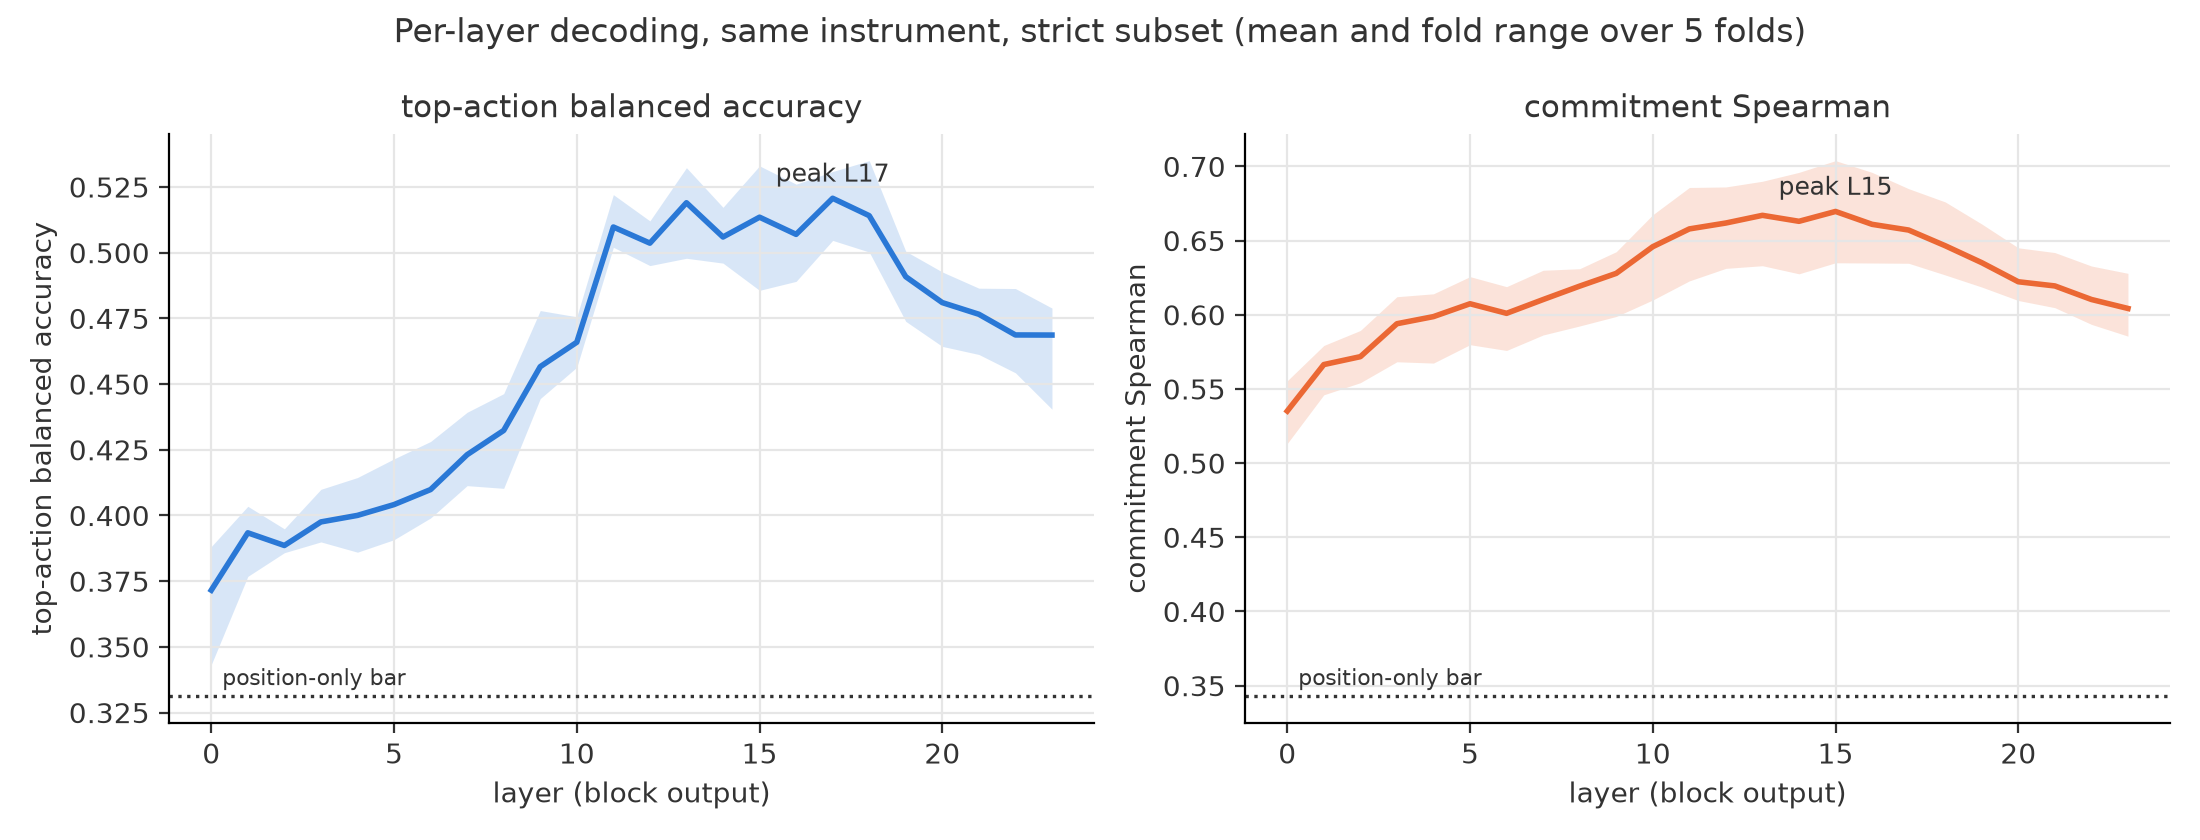 Per-layer decoding, same instrument, strict subset (mean and fold range over 5 folds)
top-action balanced accuracy
top-action balanced accuracy
0.525
0.500
0.475
0.450
0.425
0.400
0.375
0.350
0.325
peak L17
position-only bar
0
5
10
15
20
layer (block output)
commitment Spearman
commitment Spearman
0.70
0.65
0.60
0.55
0.50
0.45
0.40
0.35
peak L15
position-only bar
0
5
10
15
20
layer (block output)